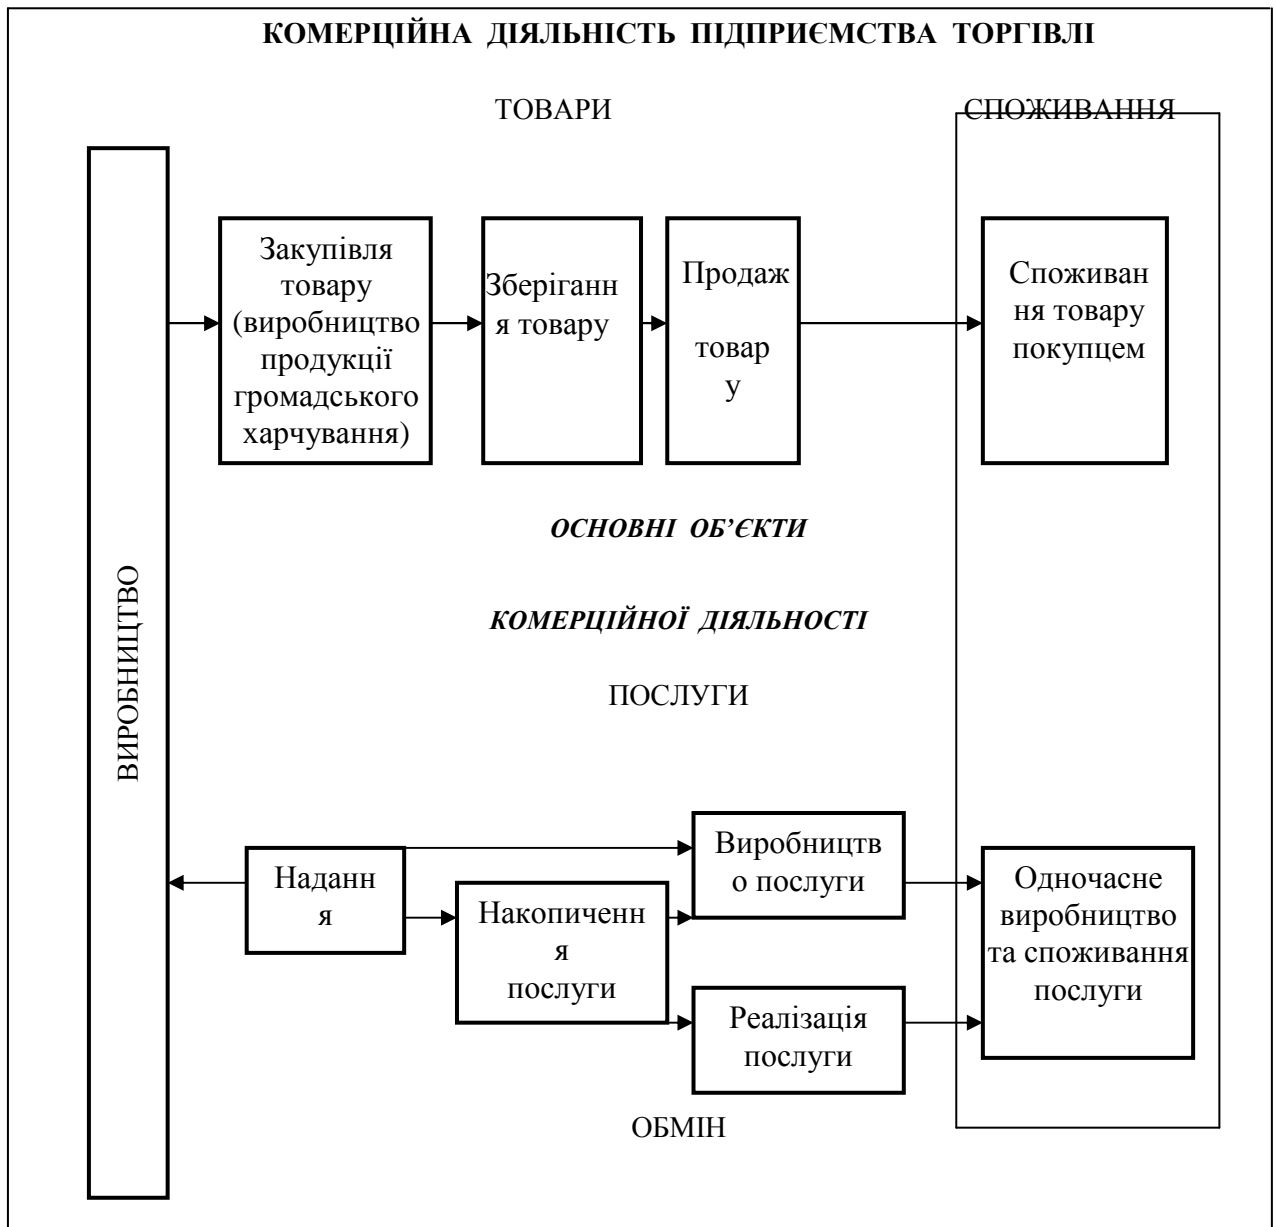 КОМЕРЦІЙНА ДІЯЛЬНІСТЬ ПІДПРИЄМСТВА ТОРГІВЛІ
ТОВАРИ
СПОЖИВАННЯ
ВИРОБНИЦТВО
Закупівля
товару
(виробництво
продукції
громадського
харчування)
Зберіганн
я товару
Продаж
товар
у
Споживан
ня товару
покупцем
ОСНОВНІ ОБ’ЄКТИ
КОМЕРЦІЙНОЇ ДІЯЛЬНОСТІ
ПОСЛУГИ
Наданн
я
Накопиченн
я
послуги
Виробництв
о послуги
Реалізація
послуги
Одночасне
виробництво
та споживання
послуги
ОБМІН